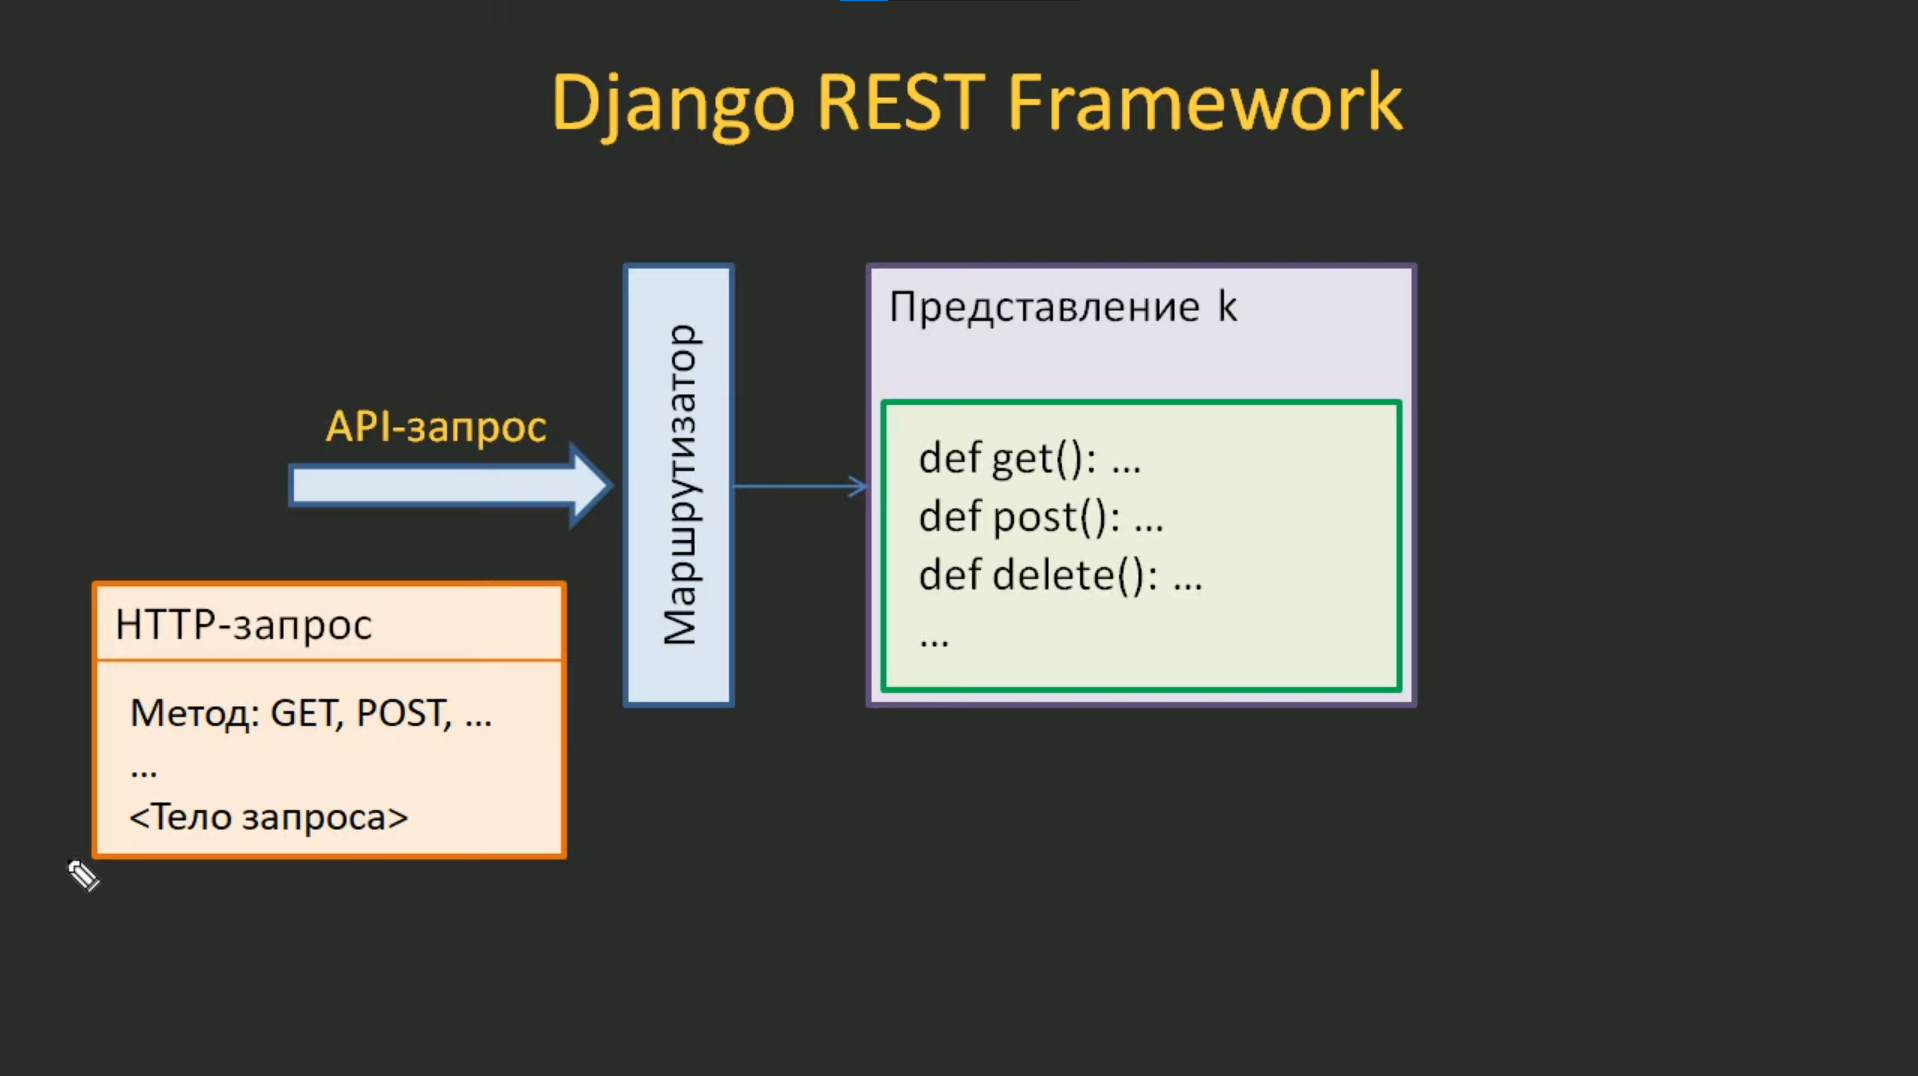 Django REST Framework
API-запрос
Маршрутизатор
Представление k
def get(): ...
def post(): ...
def delete(): ...
...
HTTP-запрос
Метод: GET, POST, ...
...
<Тело запроса>